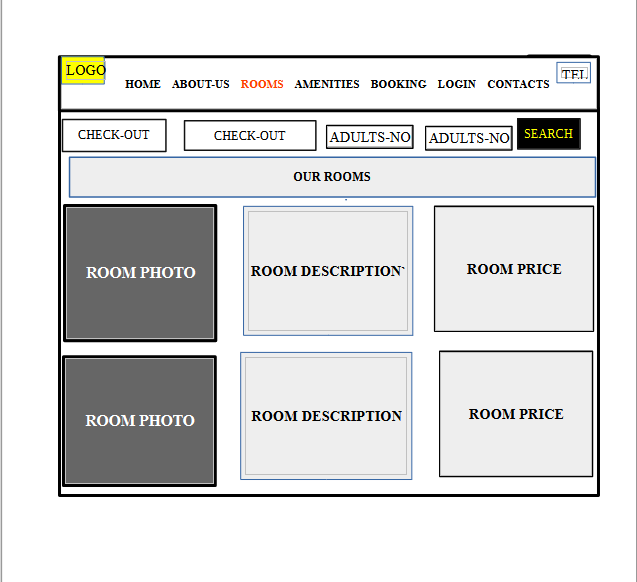 LOGO
TEL
HOME ABOUT-US ROOMS AMENITIES BOOKING LOGIN CONTACTS
CHECK-OUT CHECK-OUT ADULTS-NO ADULTS-NO SEARCH
OUR ROOMS
ROOM PHOTO ROOM DESCRIPTION` ROOM PRICE
ROOM PHOTO ROOM DESCRIPTION ROOM PRICE